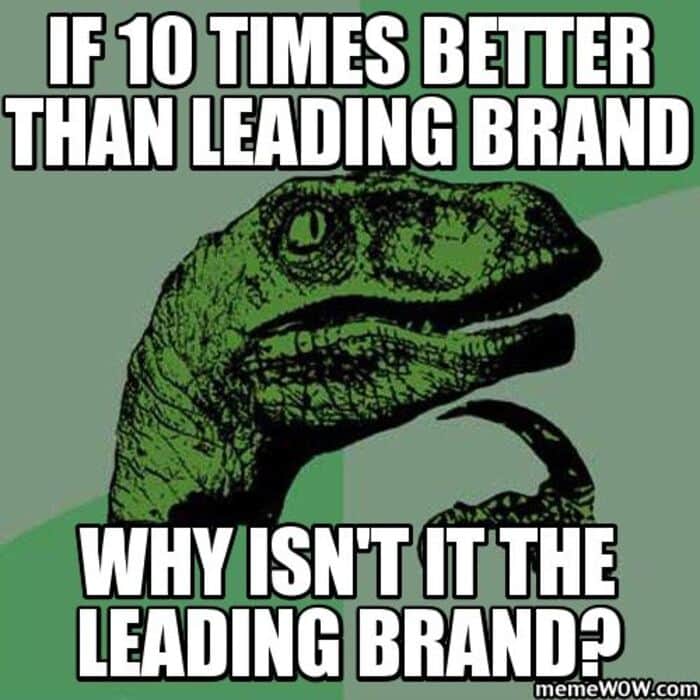 IF 10 TIMES BETTER
THAN LEADING BRAND
WHY ISN'T IT THE
LEADING BRAND?
memeWOW.com